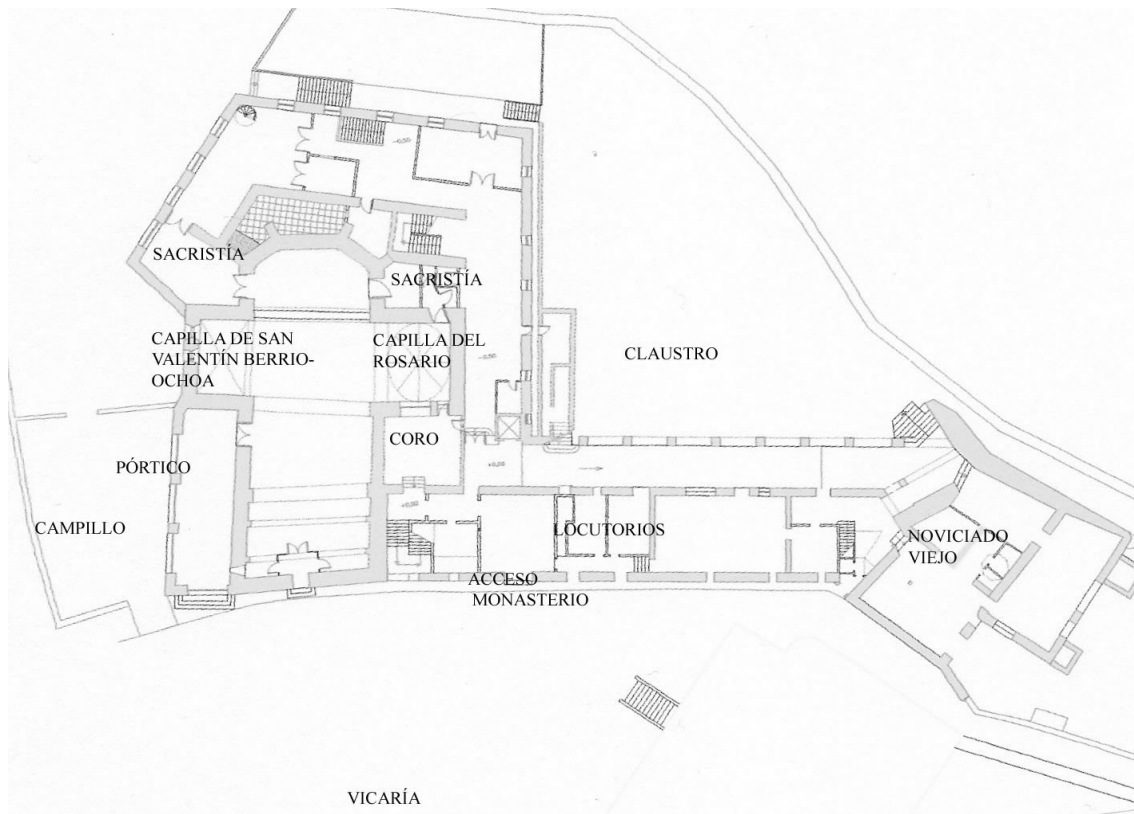 SACRISTÍA
SACRISTÍA
CAPILLA DE SAN
VALENTÍN BERRIO-
OCHOA
CAPILLA DEL
ROSARIO
CLAUSTRO
CORO
PÓRTICO
CAMPILLO
LOCUTORIOS
NOVICIADO
VIEJO
ACCESO
MONASTERIO
VICARÍA